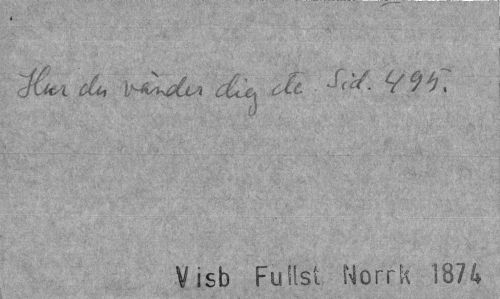 Hur du vänder dig etc. Sid. 495.
Visb Fullst. Norrk 1874